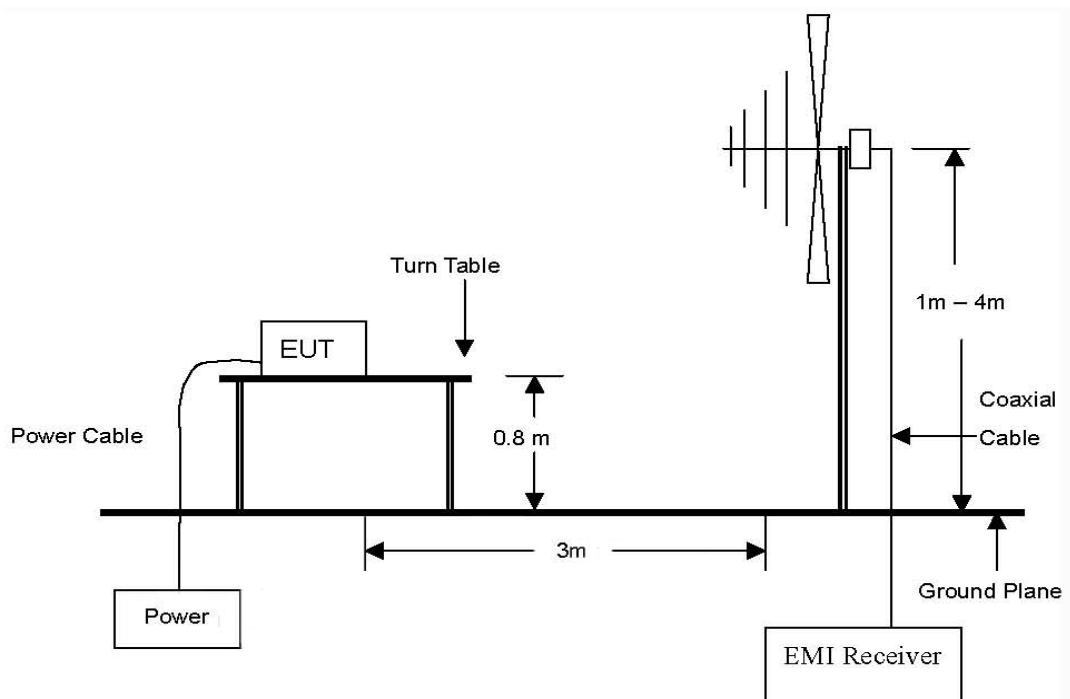 Turn Table
1m – 4m
EUT
Coaxial
Cable
Power Cable
0.8 m
3m
Ground Plane
Power
EMI Receiver